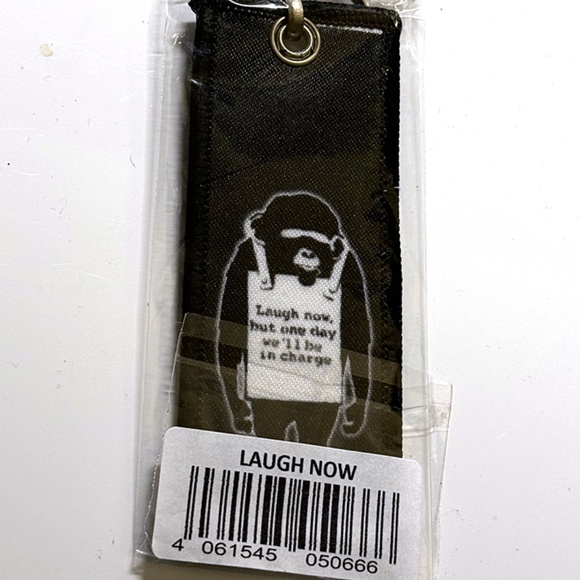 Laugh now,
but one day
we'll be
in charge
LAUGH NOW
4 061545 050666